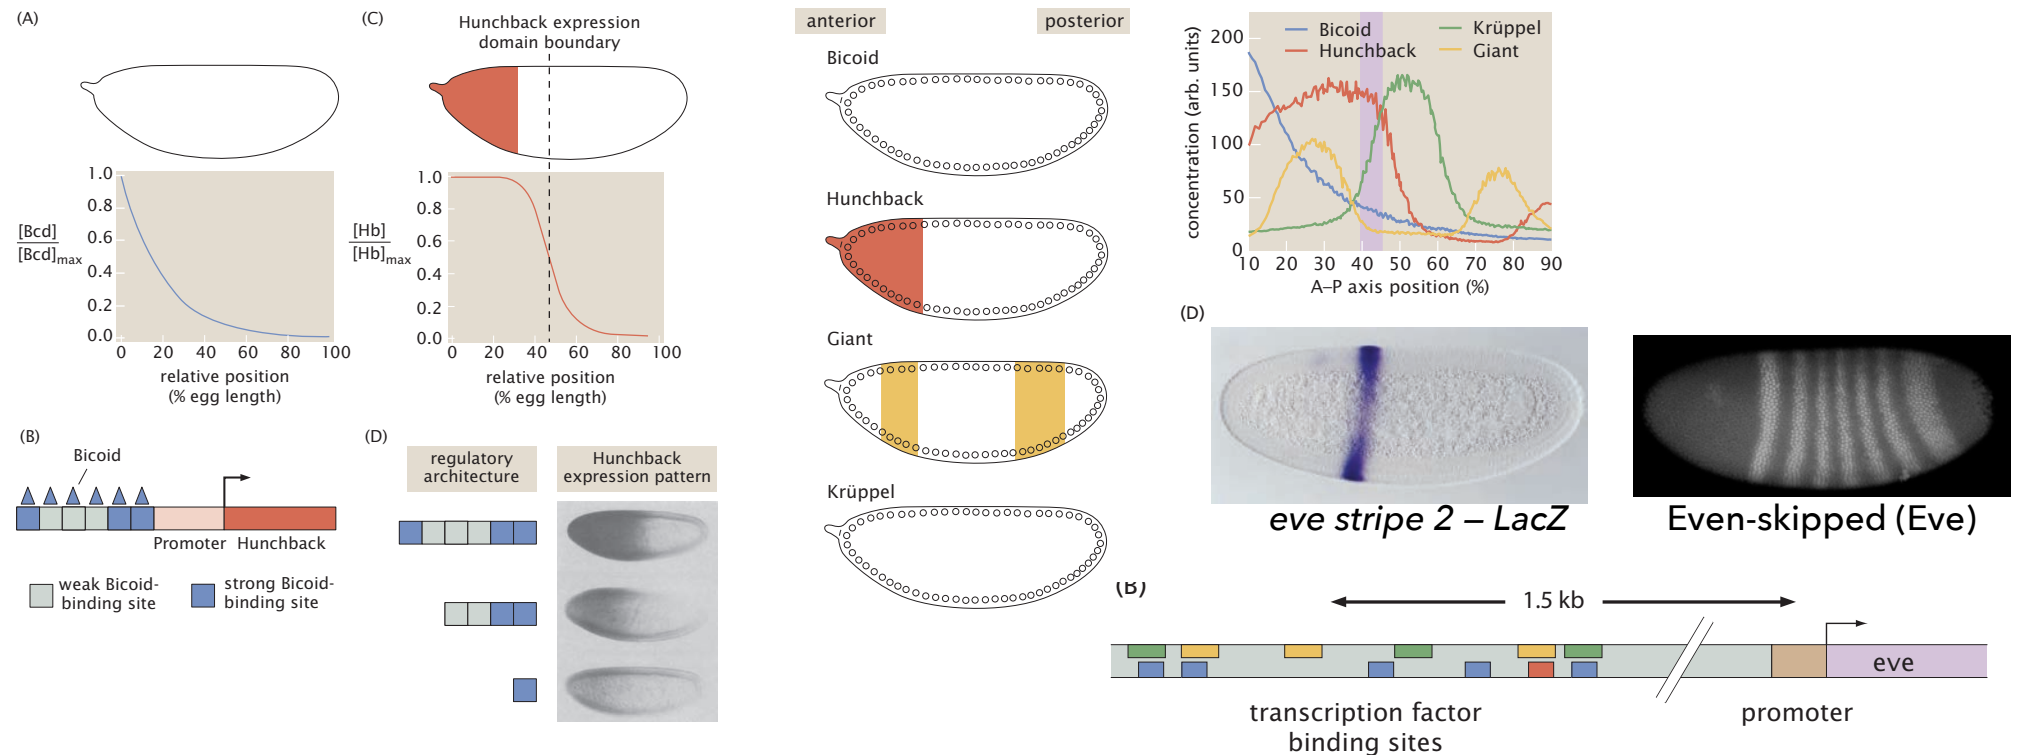 (A)
1.0
0.8
0.6
0.4
0.2
0.0
[Bcd]
[Bcd]max
0 20 40 60 80 100
relative position
(% egg length)
(C)
Hunchback expression
domain boundary
1.0
0.8
0.6
0.4
0.2
0.0
[Hb]
[Hb]max
0 20 40 60 80 100
relative position
(% egg length)
(B)
Bicoid
Promoter Hunchback
weak Bicoid-
binding site
strong Bicoid-
binding site
(D)
regulatory
architecture
Hunchback
expression pattern
anterior posterior
Bicoid
Hunchback
Giant
Krüppel
concentration (arb. units)
200
150
100
50
0
Bicoid Krüppel
Hunchback Giant
10 20 30 40 50 60 70 80 90
A–P axis position (%)
(D)
eve stripe 2 – LacZ
Even-skipped (Eve)
(B)
1.5 kb
eve
transcription factor
binding sites
promoter